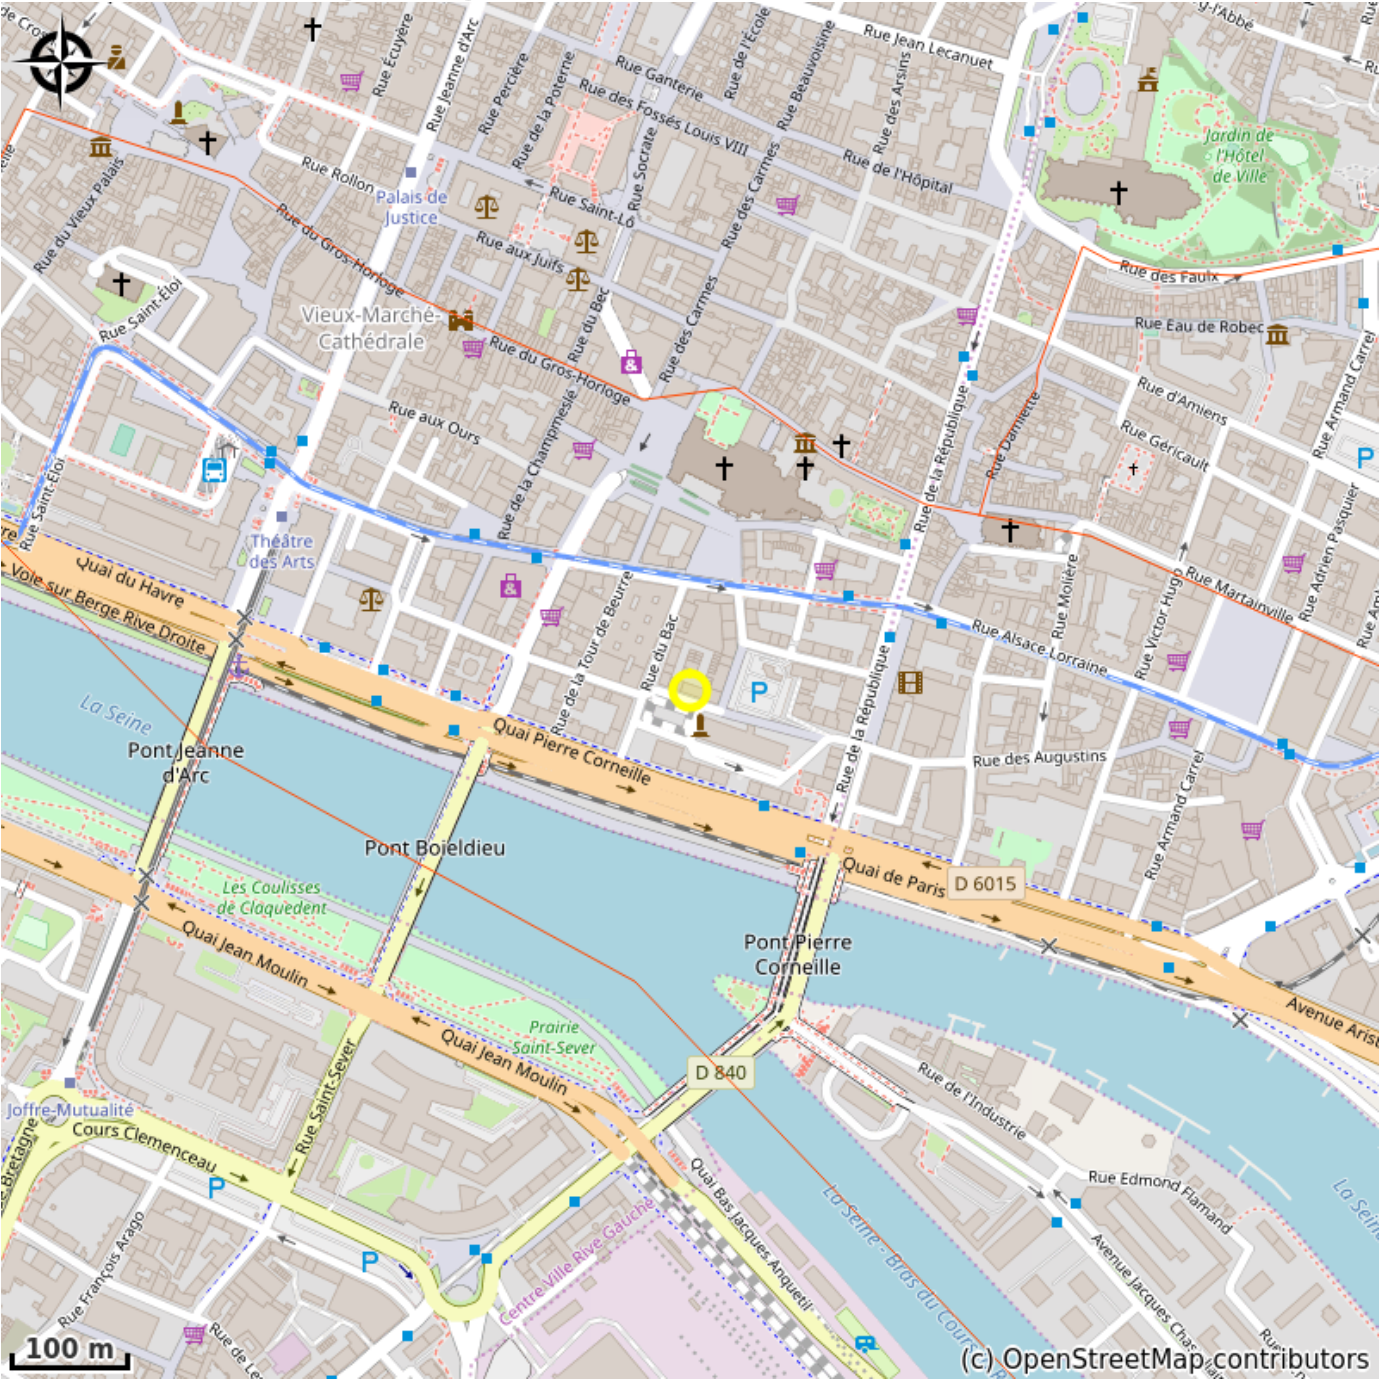 Rue Jean Lecanuet
Rue Écuyère
Rue Jeanne d'Arc
Rue Percière
Rue de la Poterne
Rue Ganterie
Rue des Fossés Louis VIII
Rue de l'École
Rue Beauvoisine
Rue des Arsins
Rue de l'Hôpital
Jardin de
l'Hôtel
de Ville
Rue Rollon
Palais de
Justice
Rue Saint-Lô
Rue Socrate
Rue des Carmes
Rue du Vieux Palais
Rue du Gros-Horloge
Rue aux Juifs
Rue des Faulx
Rue Saint-Éloi
Vieux-Marché-
Cathédrale
Rue du Bec
Rue des Carmes
Rue Eau de Robec
Rue Armand Carrel
Rue du Gros-Horloge
Rue d'Amiens
Rue aux Ours
Rue de la Champmeslé
Rue de la République
Rue Damiette
Rue Géricault
P
Rue Saint-Éloi
Théâtre
des Arts
Rue Adrien Pasquier
Quai du Havre
Voie sur Berge Rive Droite
Rue de la Tour de Beurre
Rue du Bac
Rue Molière
Rue Victor Hugo
Rue Martainville
Rue Alsace Lorraine
La Seine
P
Pont Jeanne
d'Arc
Quai Pierre Corneille
Rue de la République
Rue des Augustins
Rue Armand Carrel
Pont Boieldieu
Quai de Paris
D 6015
Les Coulisses
de Claquedent
Quai Jean Moulin
Pont Pierre
Corneille
Avenue Arist
Prairie
Saint-Sever
Quai Jean Moulin
D 840
Rue de l'Industrie
Joffre-Mutualité
Cours Clemenceau
Rue Saint-Sever
Bretagne
P
Rue Edmond Flamand
Quai Bas Jacques Anquetil
La Seine - Bras du Cours
La Seine
Avenue Jacques Chas
Rue François Arago
P
Centre Ville Rive Gauche
Rue de Le
100 m
(c) OpenStreetMap contributors